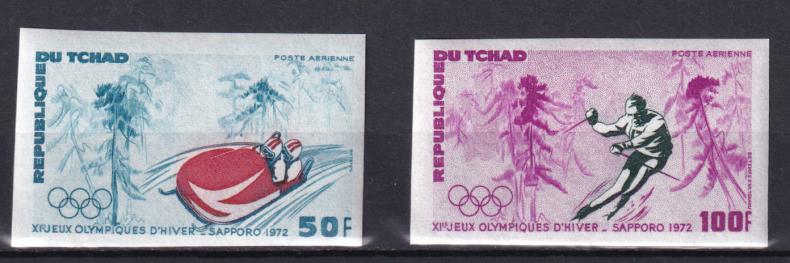 REPUBLIQUE DU TCHAD
POSTE AERIENNE
50F
XIᵉ JEUX OLYMPIQUES D'HIVER _ SAPPORO 1972
REPUBLIQUE DU TCHAD
POSTE AERIENNE
100F
XIᵉˢ JEUX OLYMPIQUES D'HIVER _ SAPPORO 1972